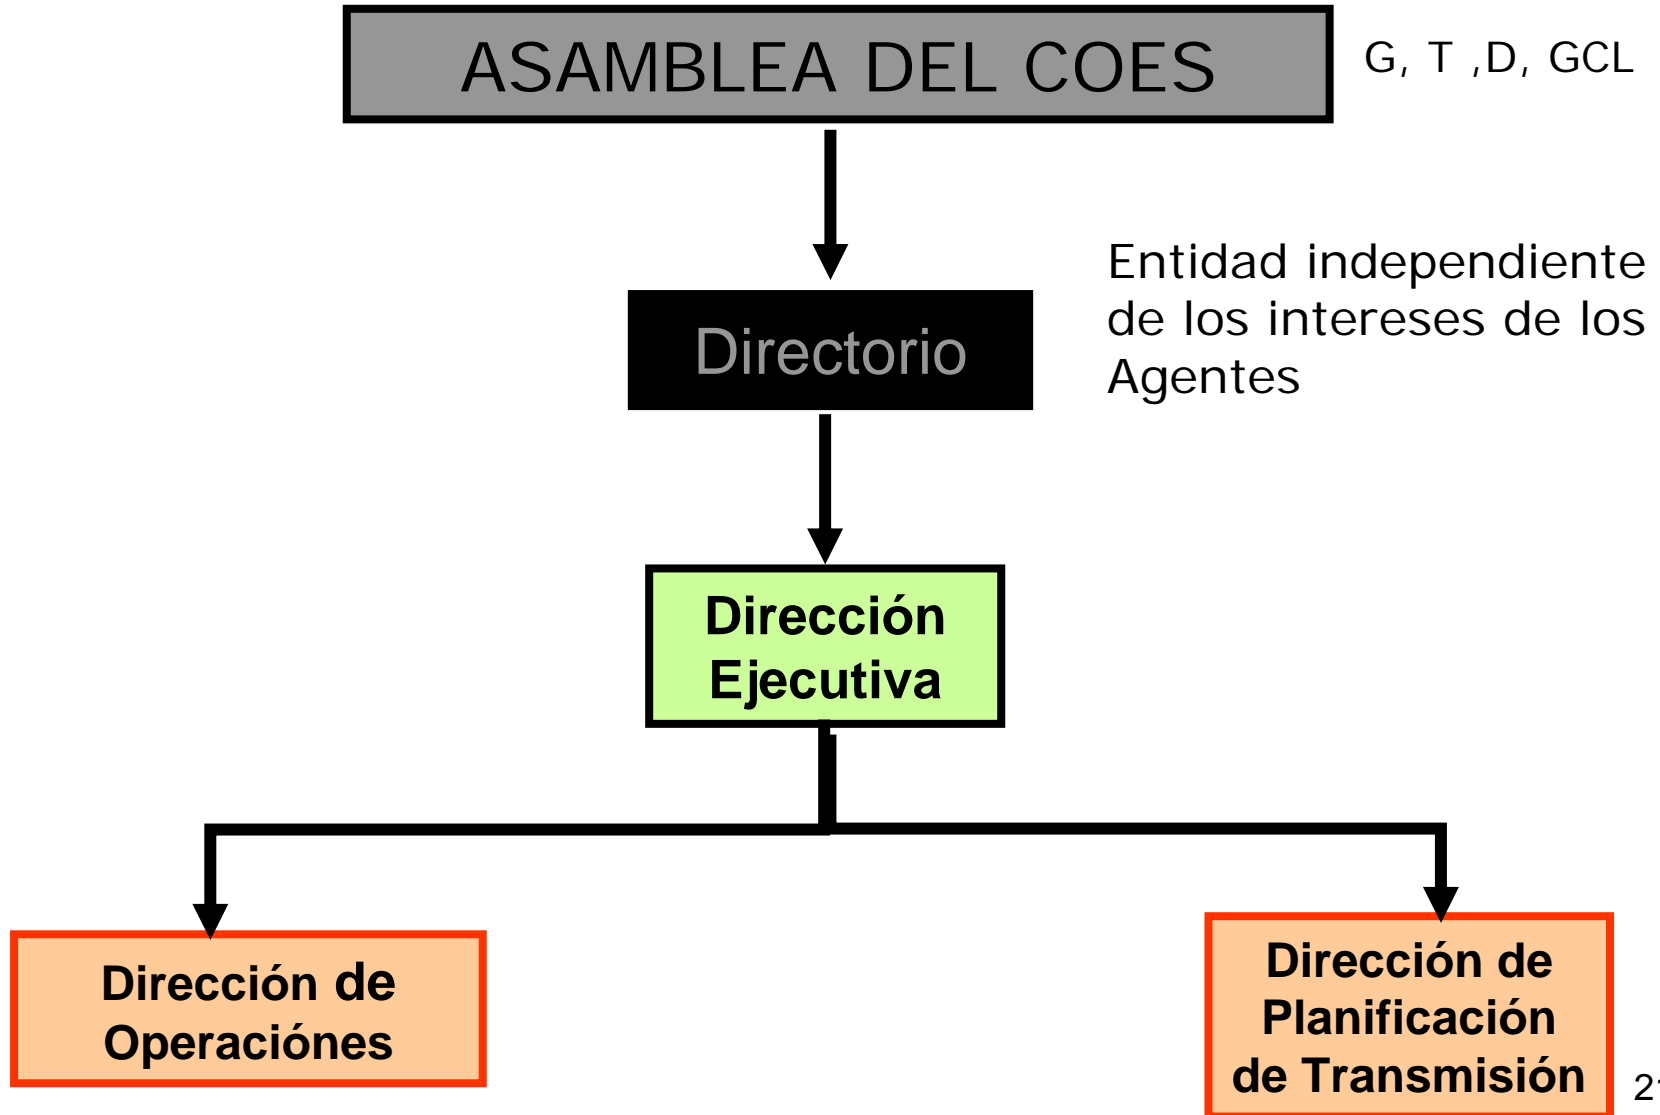 ASAMBLEA DEL COES
G, T ,D, GCL
Directorio
Entidad independiente
de los intereses de los
Agentes
Dirección
Ejecutiva
Dirección de
Operaciónes
Dirección de
Planificación
de Transmisión